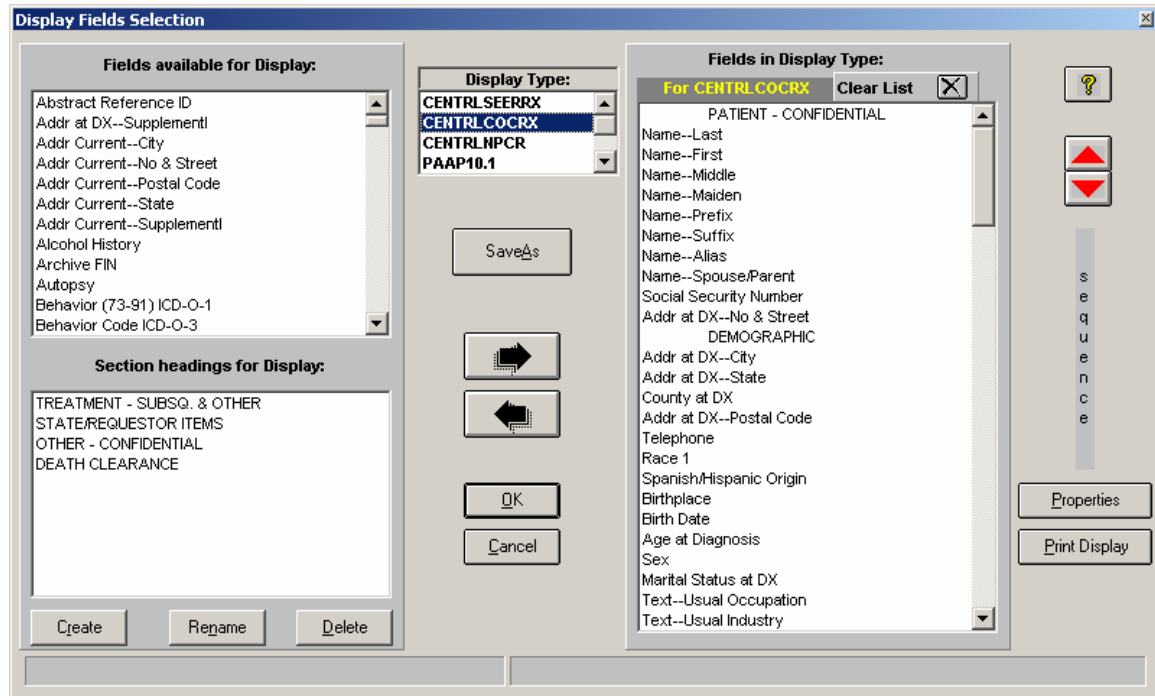 Display Fields Selection
Fields available for Display:
Abstract Reference ID
Addr at DX--Supplementl
Addr Current--City
Addr Current--No & Street
Addr Current--Postal Code
Addr Current--State
Addr Current--Supplementl
Alcohol History
Archive FIN
Autopsy
Behavior (73-91) ICD-O-1
Behavior Code ICD-O-3
Section headings for Display:
TREATMENT - SUBSQ. & OTHER
STATE/REQUESTOR ITEMS
OTHER - CONFIDENTIAL
DEATH CLEARANCE
Create Rename Delete
Display Type:
CENTRLSEERRX
CENTRLCOCRX
CENTRLNPCR
PAAP10.1
SaveAs
OK
Cancel
Fields in Display Type:
For CENTRLCOCRX Clear List
PATIENT - CONFIDENTIAL
Name--Last
Name--First
Name--Middle
Name--Maiden
Name--Prefix
Name--Suffix
Name--Alias
Name--Spouse/Parent
Social Security Number
Addr at DX--No & Street
DEMOGRAPHIC
Addr at DX--City
Addr at DX--State
County at DX
Addr at DX--Postal Code
Telephone
Race 1
Spanish/Hispanic Origin
Birthplace
Birth Date
Age at Diagnosis
Sex
Marital Status at DX
Text--Usual Occupation
Text--Usual Industry
?
s
e
q
u
e
n
c
e
Properties
Print Display